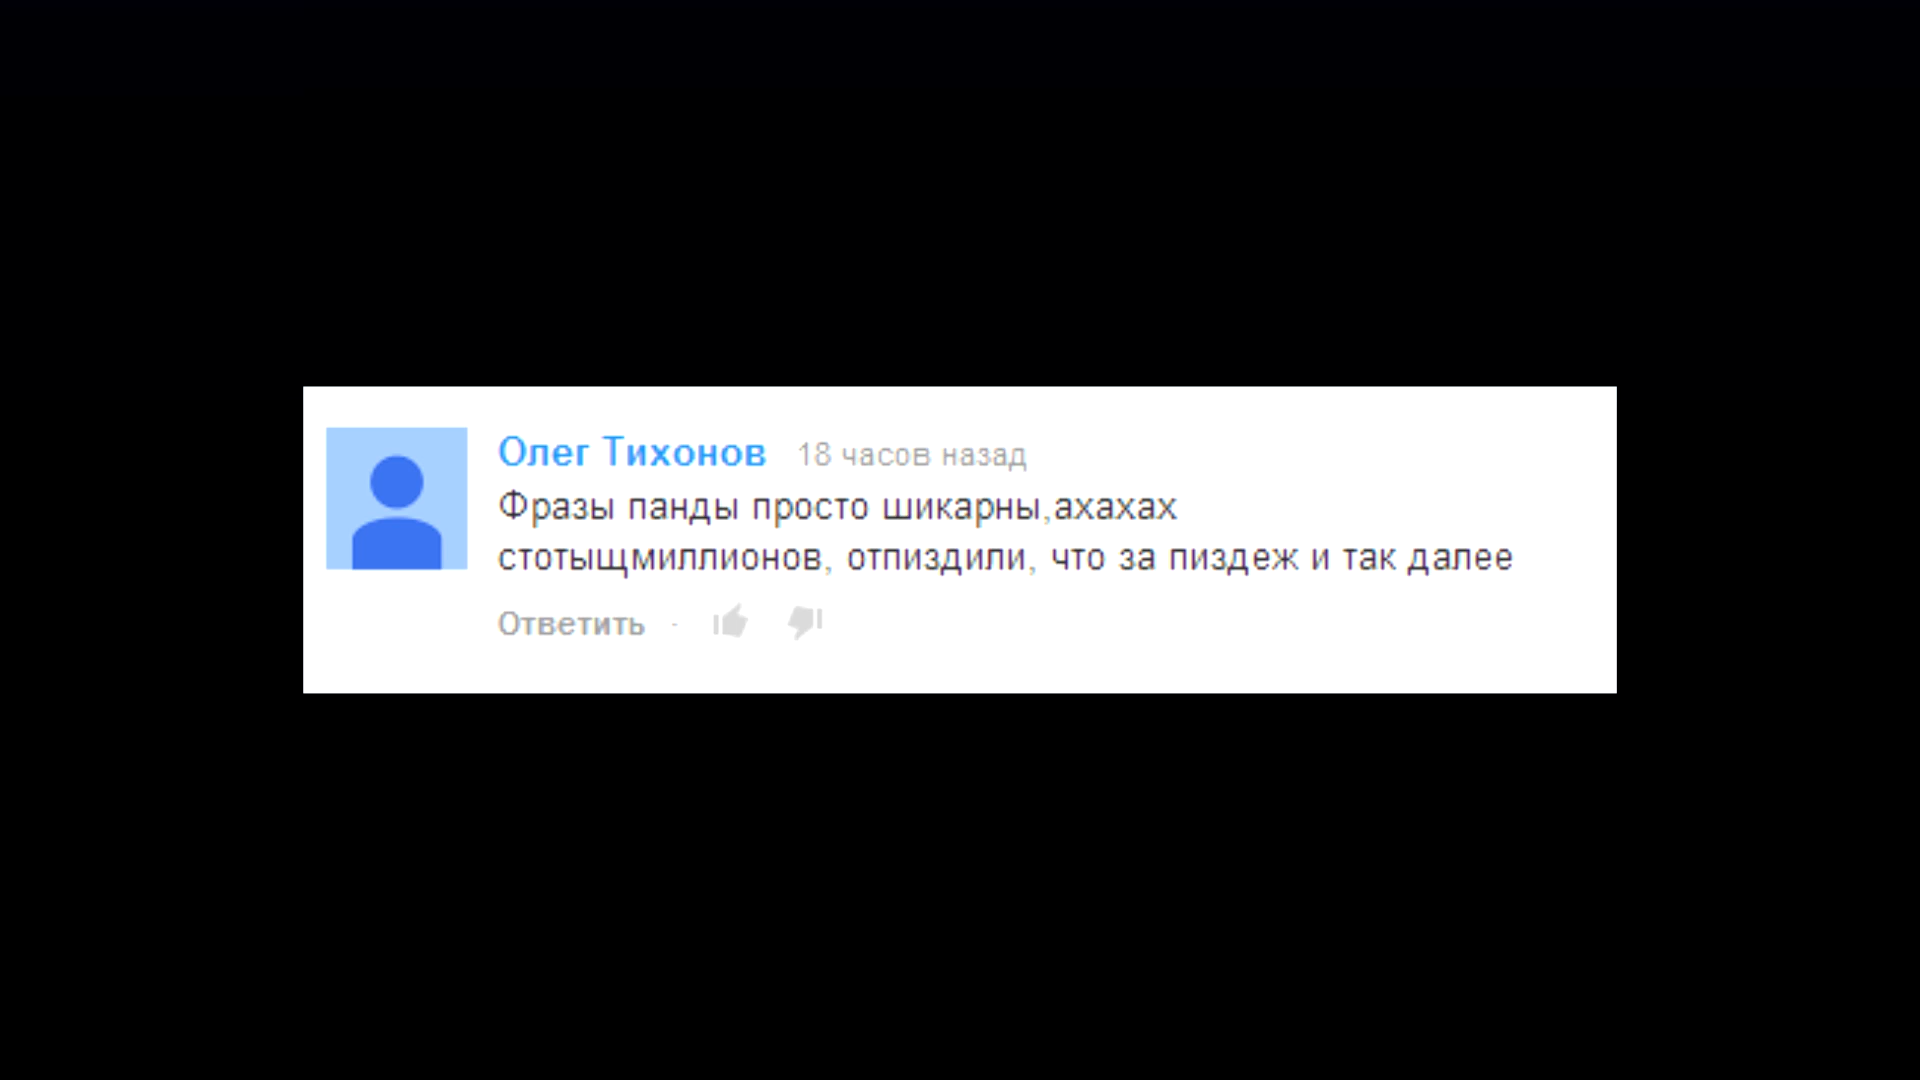 Олег Тихонов 18 часов назад
Фразы панды просто шикарны,ахахах
стотыщмиллионов, отпиздили, что за пиздеж и так далее
Ответить ·